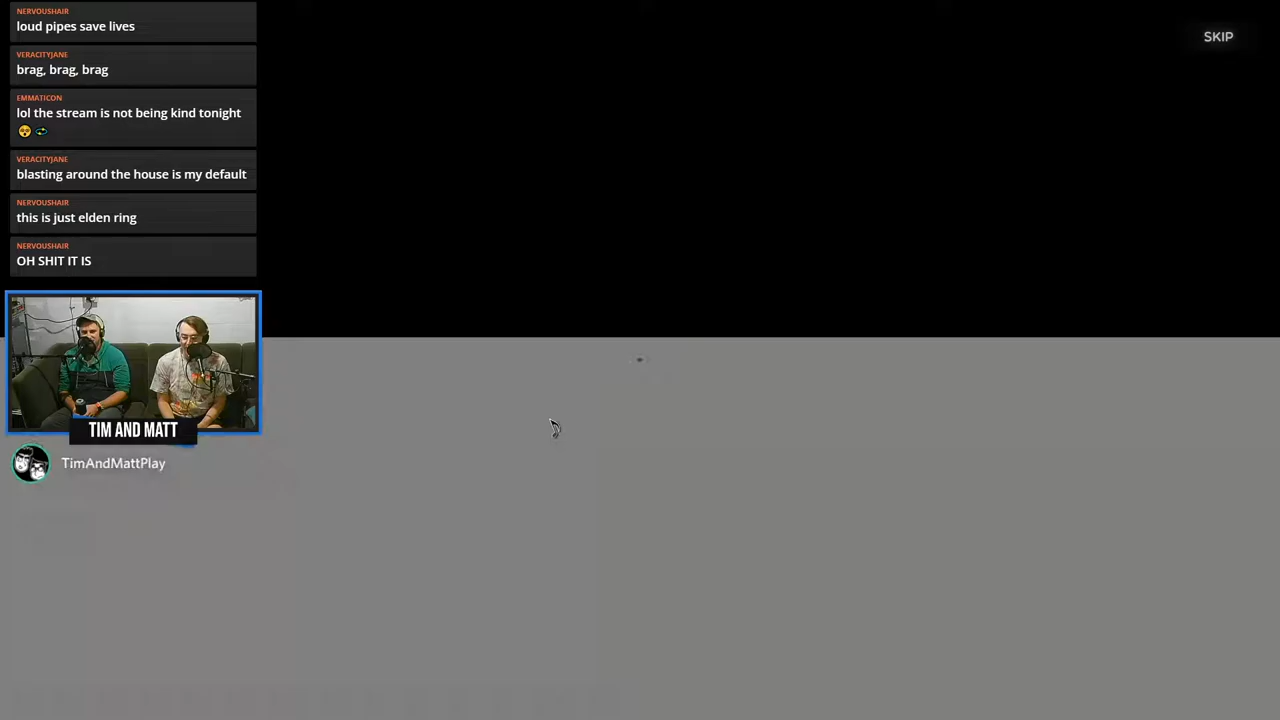 NERVOUSHAIR
loud pipes save lives
SKIP
VERACITYJANE
brag, brag, brag
EMMATICON
lol the stream is not being kind tonight
VERACITYJANE
blasting around the house is my default
NERVOUSHAIR
this is just elden ring
NERVOUSHAIR
OH SHIT IT IS
TIM AND MATT
TimAndMattPlay